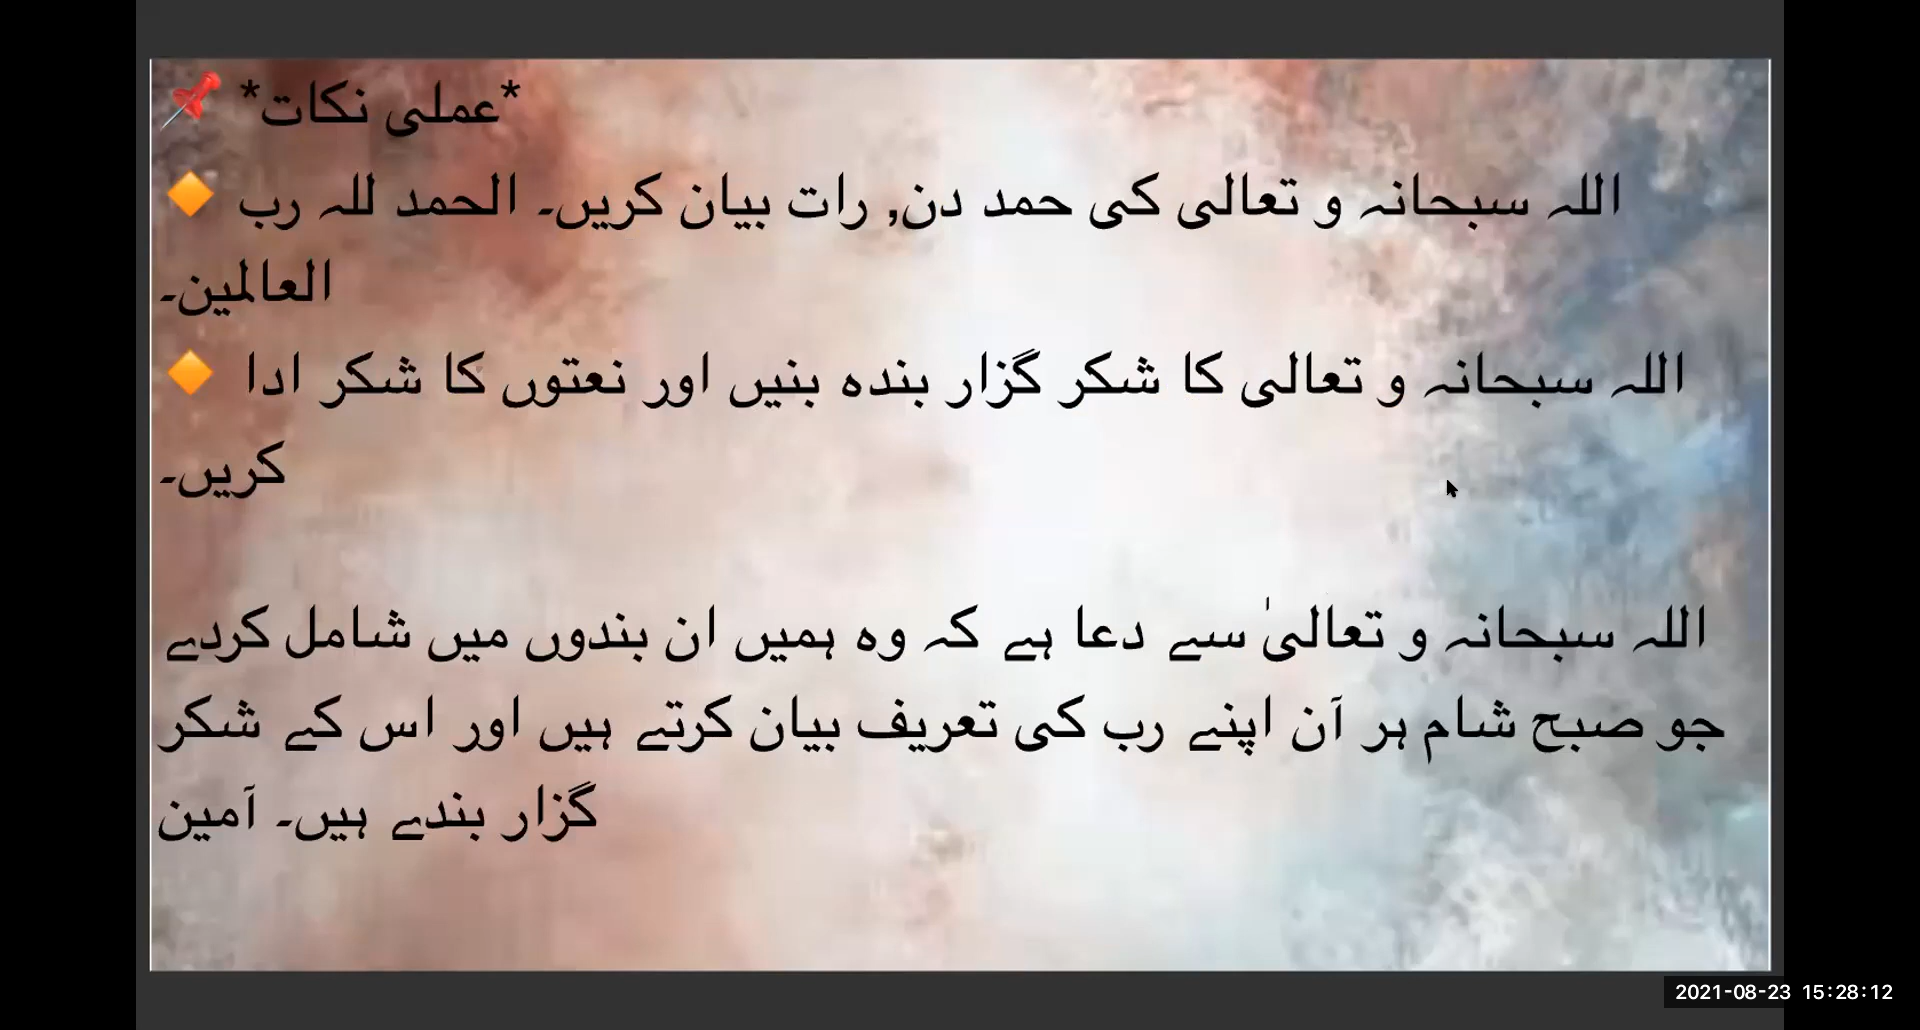 📌 *عملی نکات*
🔶 اللہ سبحانہ و تعالی کی حمد دن, رات بیان کریں۔ الحمد للہ رب
العالمین۔
🔶 اللہ سبحانہ و تعالی کا شکر گزار بندہ بنیں اور نعتوں کا شکر ادا
کریں۔
اللہ سبحانہ و تعالیٰ سے دعا ہے کہ وہ ہمیں ان بندوں میں شامل کردے
جو صبح شام ہر آن اپنے رب کی تعریف بیان کرتے ہیں اور اس کے شکر
گزار بندے ہیں۔ آمین
2021-08-23 15:28:12